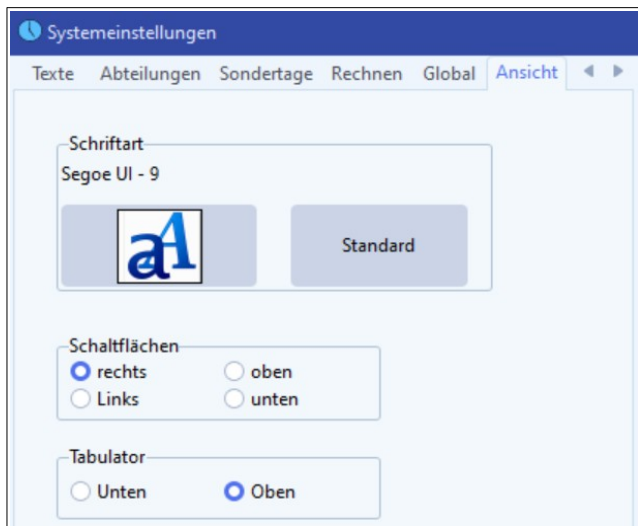 Systemeinstellungen
Texte Abteilungen Sondertage Rechnen Global Ansicht
Schriftart
Segoe UI - 9
aA Standard
Schaltflächen
rechts oben
Links unten
Tabulator
Unten Oben